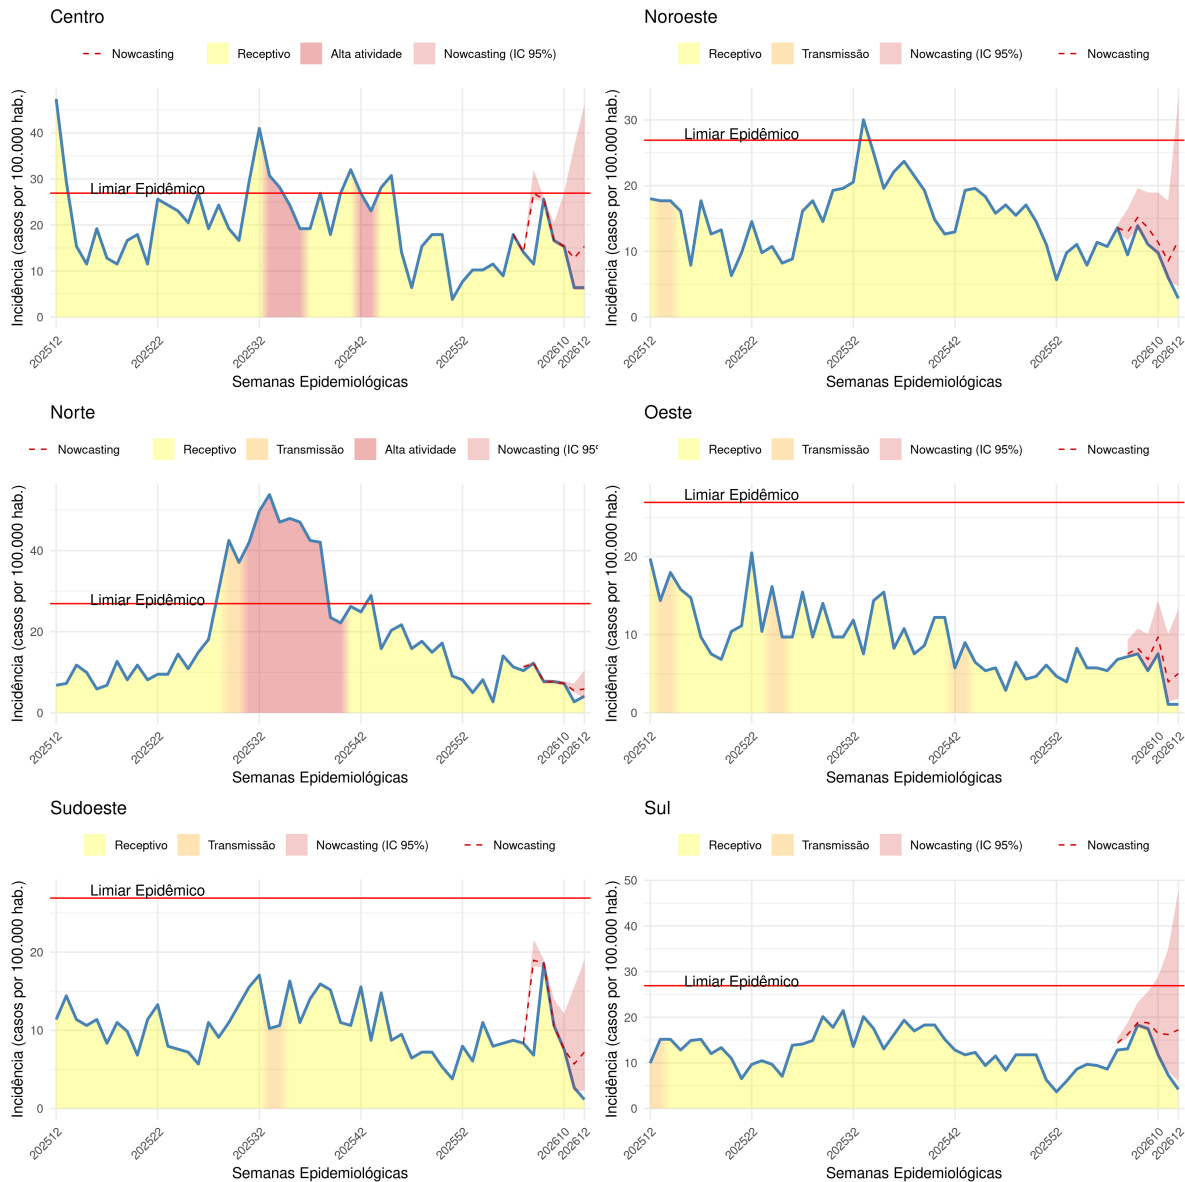 Centro
Nowcasting
Receptivo
Alta atividade
Nowcasting (IC 95%)
Incidência (casos por 100.000 hab.)
40
30
20
10
0
Limiar Epidêmico
202512
202522
202532
202542
202552
202610
202612
Semanas Epidemiológicas
Noroeste
Receptivo
Transmissão
Nowcasting (IC 95%)
Nowcasting
Incidência (casos por 100.000 hab.)
30
20
10
0
Limiar Epidêmico
202512
202522
202532
202542
202552
202610
202612
Semanas Epidemiológicas
Norte
Nowcasting
Receptivo
Transmissão
Alta atividade
Nowcasting (IC 95%
Incidência (casos por 100.000 hab.)
40
20
0
Limiar Epidêmico
202512
202522
202532
202542
202552
202610
202612
Semanas Epidemiológicas
Oeste
Receptivo
Transmissão
Nowcasting (IC 95%)
Nowcasting
Incidência (casos por 100.000 hab.)
20
10
0
Limiar Epidêmico
202512
202522
202532
202542
202552
202610
202612
Semanas Epidemiológicas
Sudoeste
Receptivo
Transmissão
Nowcasting (IC 95%)
Nowcasting
Incidência (casos por 100.000 hab.)
20
10
0
Limiar Epidêmico
202512
202522
202532
202542
202552
202610
202612
Semanas Epidemiológicas
Sul
Receptivo
Transmissão
Nowcasting (IC 95%)
Nowcasting
Incidência (casos por 100.000 hab.)
50
40
30
20
10
0
Limiar Epidêmico
202512
202522
202532
202542
202552
202610
202612
Semanas Epidemiológicas